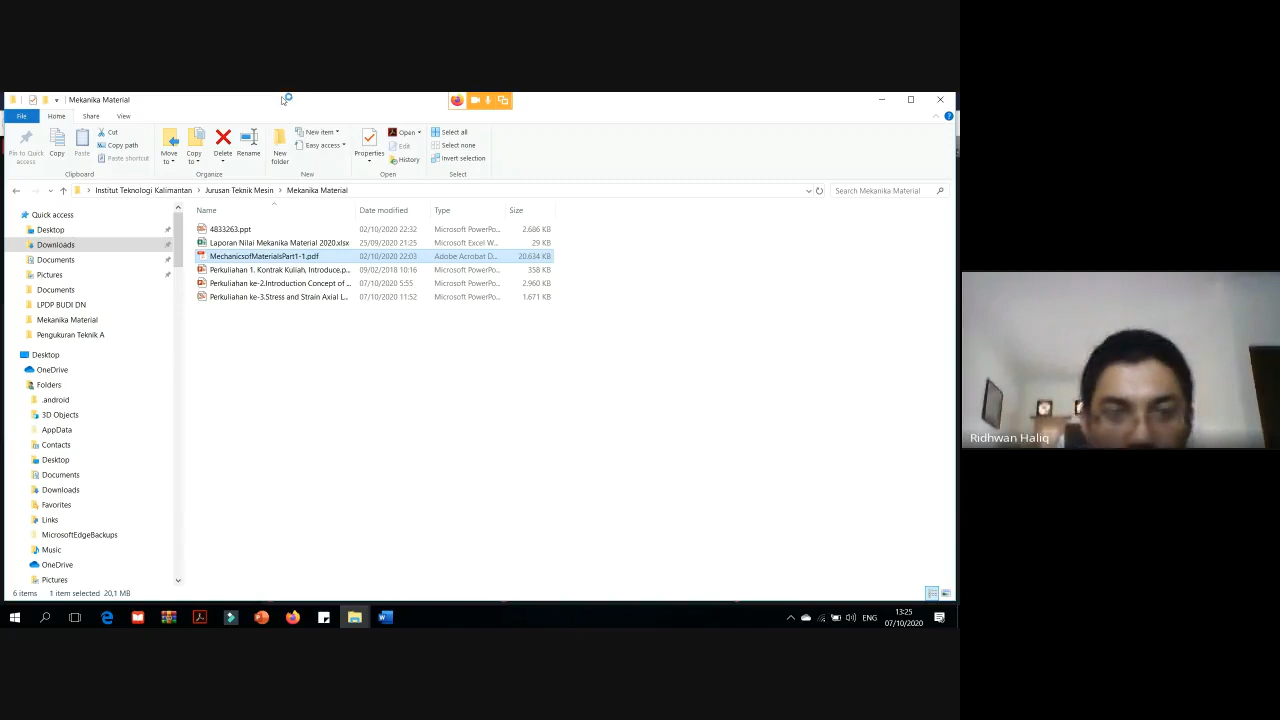 Mekanika Material
File Home Share View
Pin to Quick access
Copy
Paste
Cut
Copy path
Paste shortcut
Clipboard
Move to
Copy to
Delete
Rename
Organize
New folder
New item
Easy access
New
Properties
Open
Edit
History
Open
Select all
Select none
Invert selection
Select
Institut Teknologi Kalimantan > Jurusan Teknik Mesin > Mekanika Material
Search Mekanika Material
Quick access
Desktop
Downloads
Documents
Pictures
Documents
LPDP BUDI DN
Mekanika Material
Pengukuran Teknik A
Desktop
OneDrive
Folders
.android
3D Objects
AppData
Contacts
Desktop
Documents
Downloads
Favorites
Links
MicrosoftEdgeBackups
Music
OneDrive
Pictures
Name Date modified Type Size
4833263.ppt 02/10/2020 22:32 Microsoft PowerPo... 2.686 KB
Laporan Nilai Mekanika Material 2020.xlsx 25/09/2020 21:25 Microsoft Excel W... 29 KB
MechanicsofMaterialsPart1-1.pdf 02/10/2020 22:03 Adobe Acrobat D... 20.634 KB
Perkuliahan 1. Kontrak Kuliah, Introduce.p... 09/02/2018 10:16 Microsoft PowerPo... 358 KB
Perkuliahan ke-2.Introduction Concept of ... 07/10/2020 5:55 Microsoft PowerPo... 2.960 KB
Perkuliahan ke-3.Stress and Strain Axial L... 07/10/2020 11:52 Microsoft PowerPo... 1.671 KB
6 items 1 item selected 20,1 MB
ENG
13:25
07/10/2020
Ridhwan Haliq